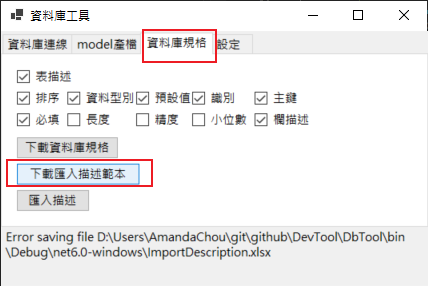 資料庫工具
資料庫連線 model產檔 資料庫規格 設定
表描述
排序 資料型別 預設值 識別 主鍵
必填 長度 精度 小位數 欄描述
下載資料庫規格
下載匯入描述範本
匯入描述
Error saving file D:\Users\AmandaChou\git\github\DevTool\DbTool\bin
\Debug\net6.0-windows\ImportDescription.xlsx